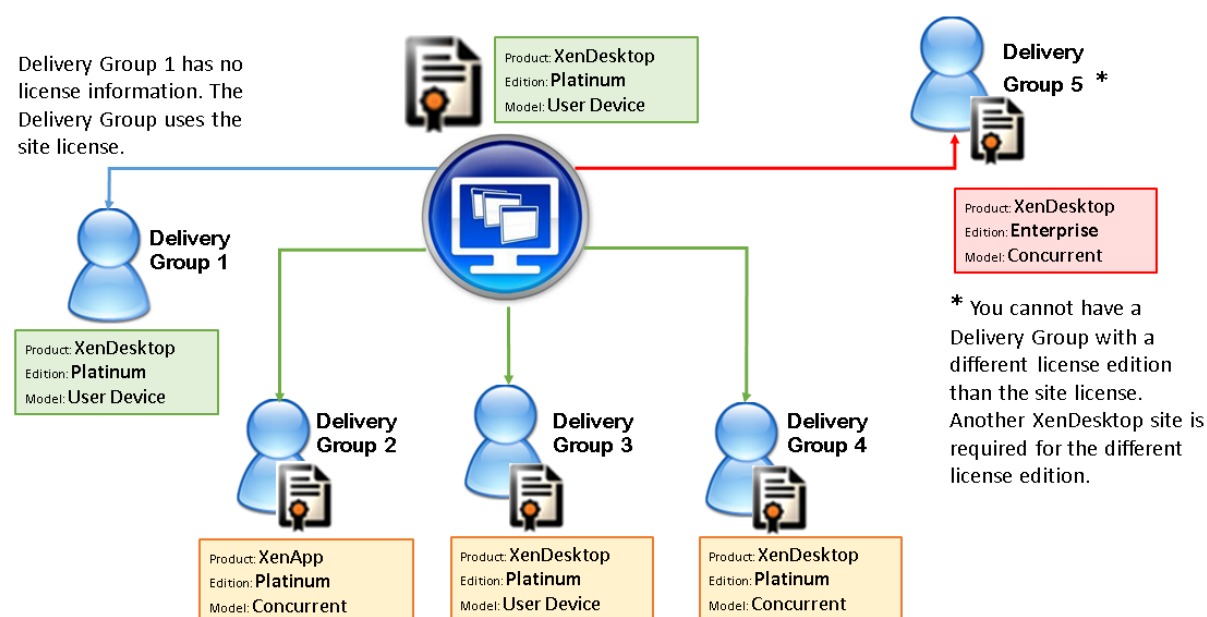 Delivery Group 1 has no
license information. The
Delivery Group uses the
site license.
Product: XenDesktop
Edition: Platinum
Model: User Device
Delivery
Group 5 *
Delivery
Group 1
Product: XenDesktop
Edition: Platinum
Model: User Device
Product: XenDesktop
Edition: Enterprise
Model: Concurrent
* You cannot have a
Delivery Group with a
different license edition
than the site license.
Another XenDesktop site is
required for the different
license edition.
Delivery
Group 2
Product: XenApp
Edition: Platinum
Model: Concurrent
Delivery
Group 3
Product: XenDesktop
Edition: Platinum
Model: User Device
Delivery
Group 4
Product: XenDesktop
Edition: Platinum
Model: Concurrent